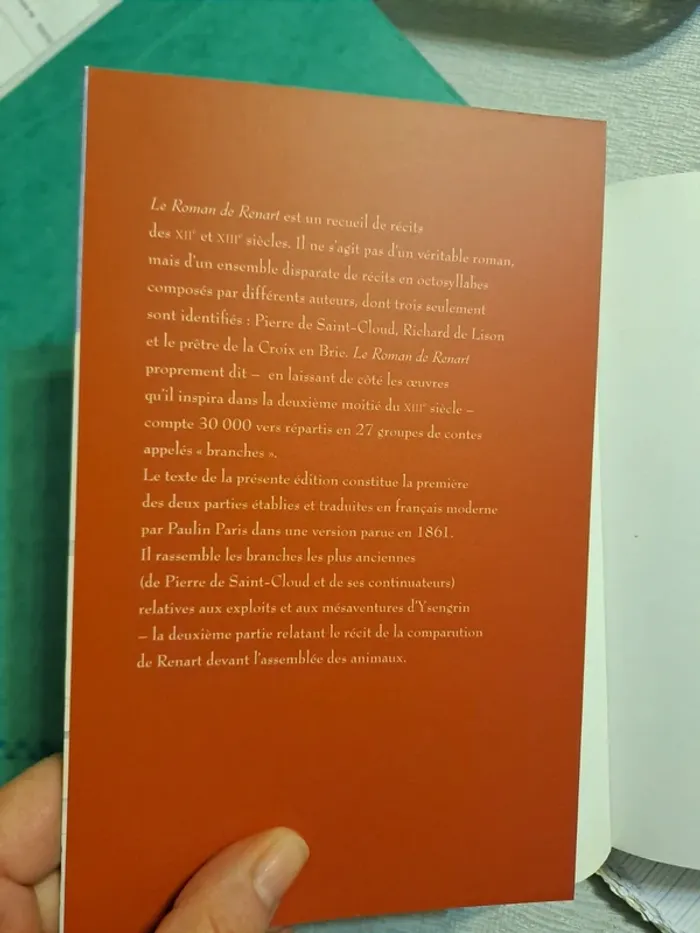 Le Roman de Renart est un recueil de récits
des XIIe et XIIIe siècles. Il ne s'agit pas d'un véritable roman,
mais d'un ensemble disparate de récits en octosyllabes
composés par différents auteurs, dont trois seulement
sont identifiés : Pierre de Saint-Cloud, Richard de Lison
et le prêtre de la Croix en Brie. Le Roman de Renart
proprement dit – en laissant de côté les œuvres
qu'il inspira dans la deuxième moitié du XIIIe siècle –
compte 30 000 vers répartis en 27 groupes de contes
appelés « branches ».
Le texte de la présente édition constitue la première
des deux parties établies et traduites en français moderne
par Paulin Paris dans une version parue en 1861.
Il rassemble les branches les plus anciennes
(de Pierre de Saint-Cloud et de ses continuateurs)
relatives aux exploits et aux mésaventures d'Ysengrin
– la deuxième partie relatant le récit de la comparution
de Renart devant l'assemblée des animaux.